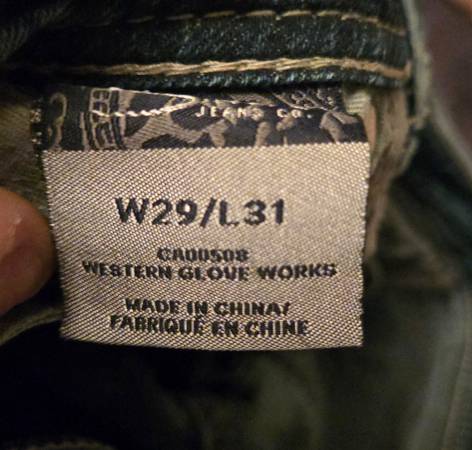 JEANS CO.
W29/L31
CA00508
WESTERN GLOVE WORKS
MADE IN CHINA/
FABRIQUÉ EN CHINE